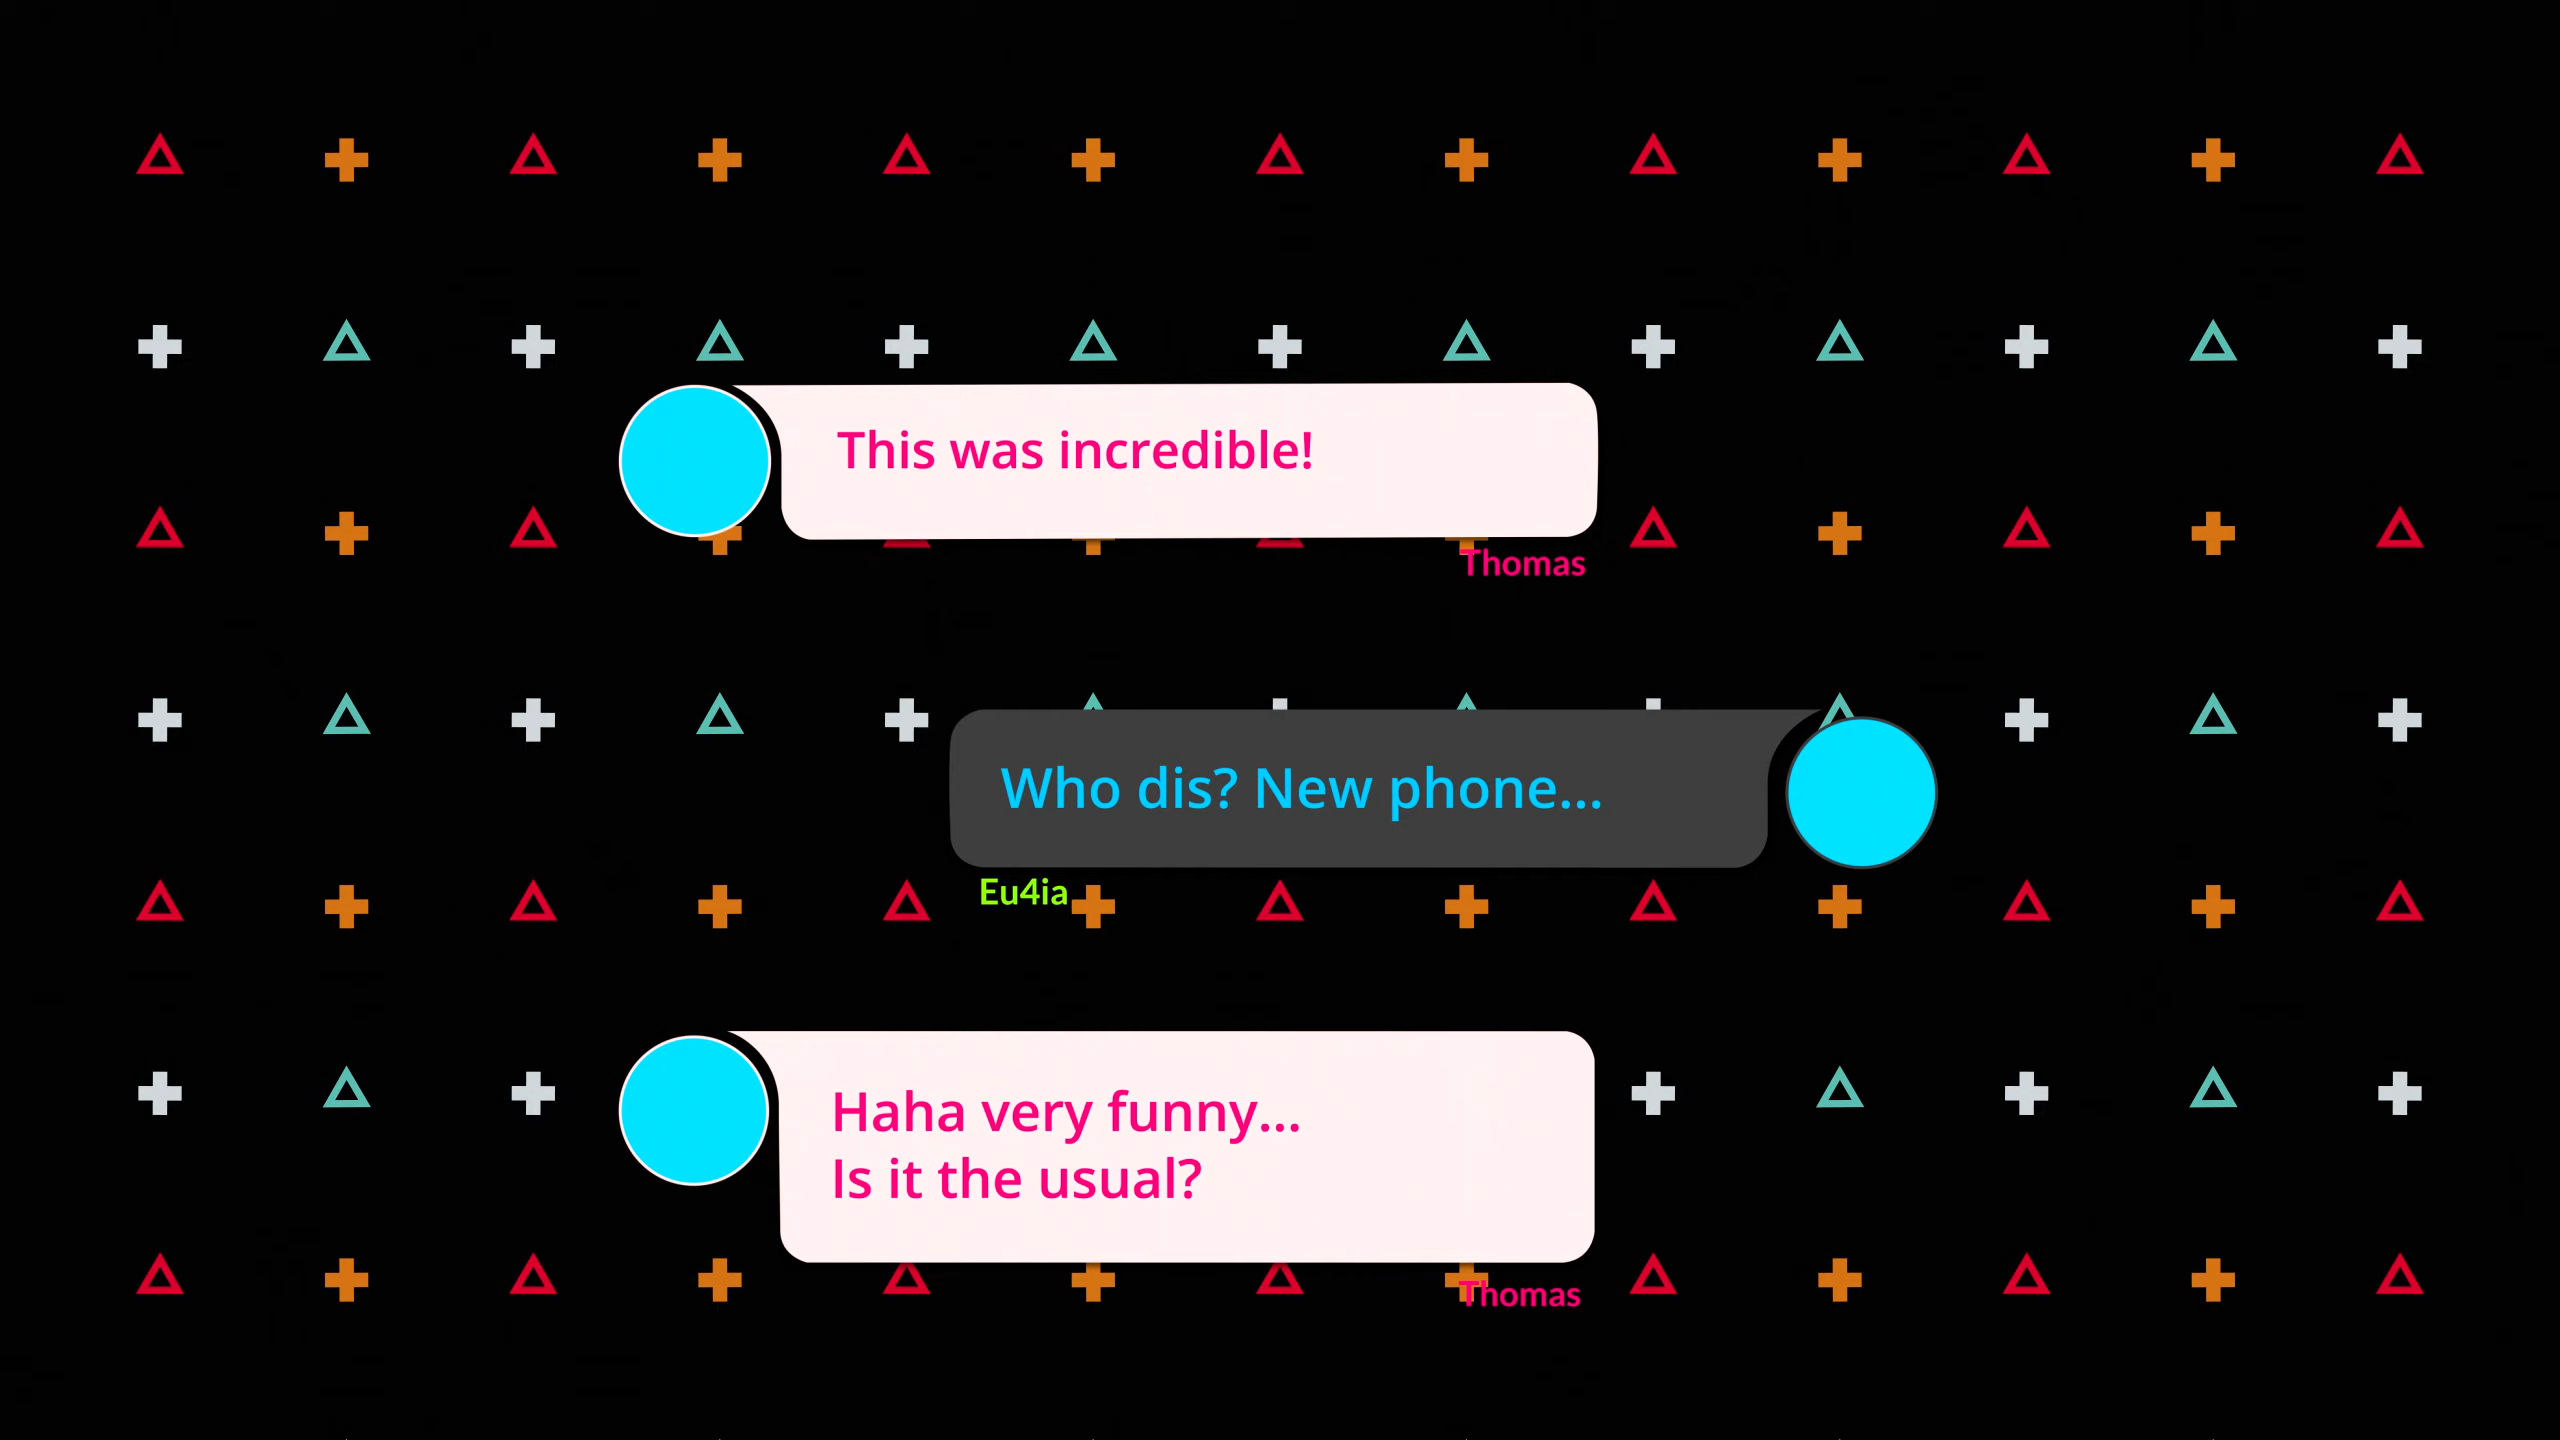 This was incredible!
Thomas
Who dis? New phone...
Eu4ia
Haha very funny...
Is it the usual?
Thomas